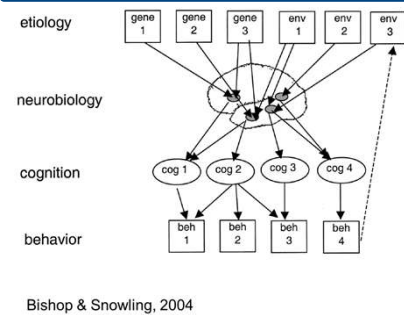 etiology
gene 1
gene 2
gene 3
env 1
env 2
env 3
neurobiology
cognition
cog 1
cog 2
cog 3
cog 4
behavior
beh 1
beh 2
beh 3
beh 4
Bishop & Snowling, 2004